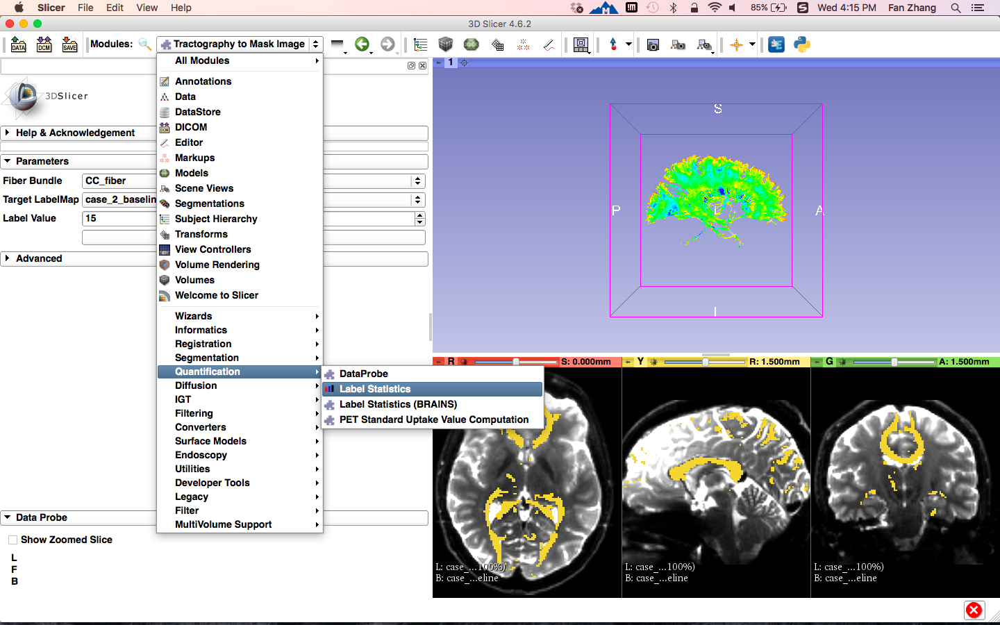 Slicer File Edit View Help 85% Wed 4:15 PM Fan Zhang
3D Slicer 4.6.2
DATA DCM SAVE Modules: Tractography to Mask Image
All Modules
1
Annotations
Data
DataStore
DICOM
Editor
Markups
Models
Scene Views
Segmentations
Subject Hierarchy
Transforms
View Controllers
Volume Rendering
Volumes
Welcome to Slicer
Wizards
Informatics
Registration
Segmentation
Quantification
Diffusion
IGT
Filtering
Converters
Surface Models
Endoscopy
Utilities
Developer Tools
Legacy
Filter
MultiVolume Support
DataProbe
Label Statistics
Label Statistics (BRAINS)
PET Standard Uptake Value Computation
3DSlicer
Help & Acknowledgement
Parameters
Fiber Bundle CC_fiber
Target LabelMap case_2_baselin
Label Value 15
Advanced
Data Probe
Show Zoomed Slice
L
F
B
S
P L A
I
R S: 0.000mm
L: case_...100%)
B: case_...eline
Y R: 1.500mm
L: case_...100%)
B: case_...eline
G A: 1.500mm
L: case_...100%)
B: case_...eline